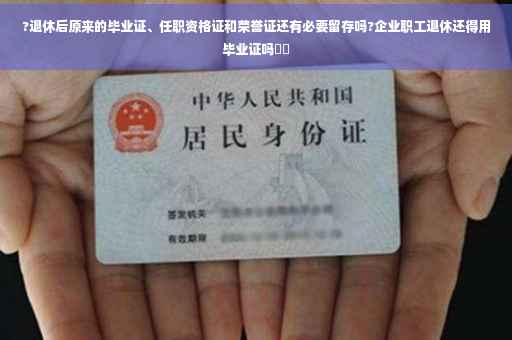 ?退休后原来的毕业证、任职资格证和荣誉证还有必要留存吗?企业职工退休还得用
毕业证吗▯▯
中华人民共和国
居民身份证
签发机关
有效期限